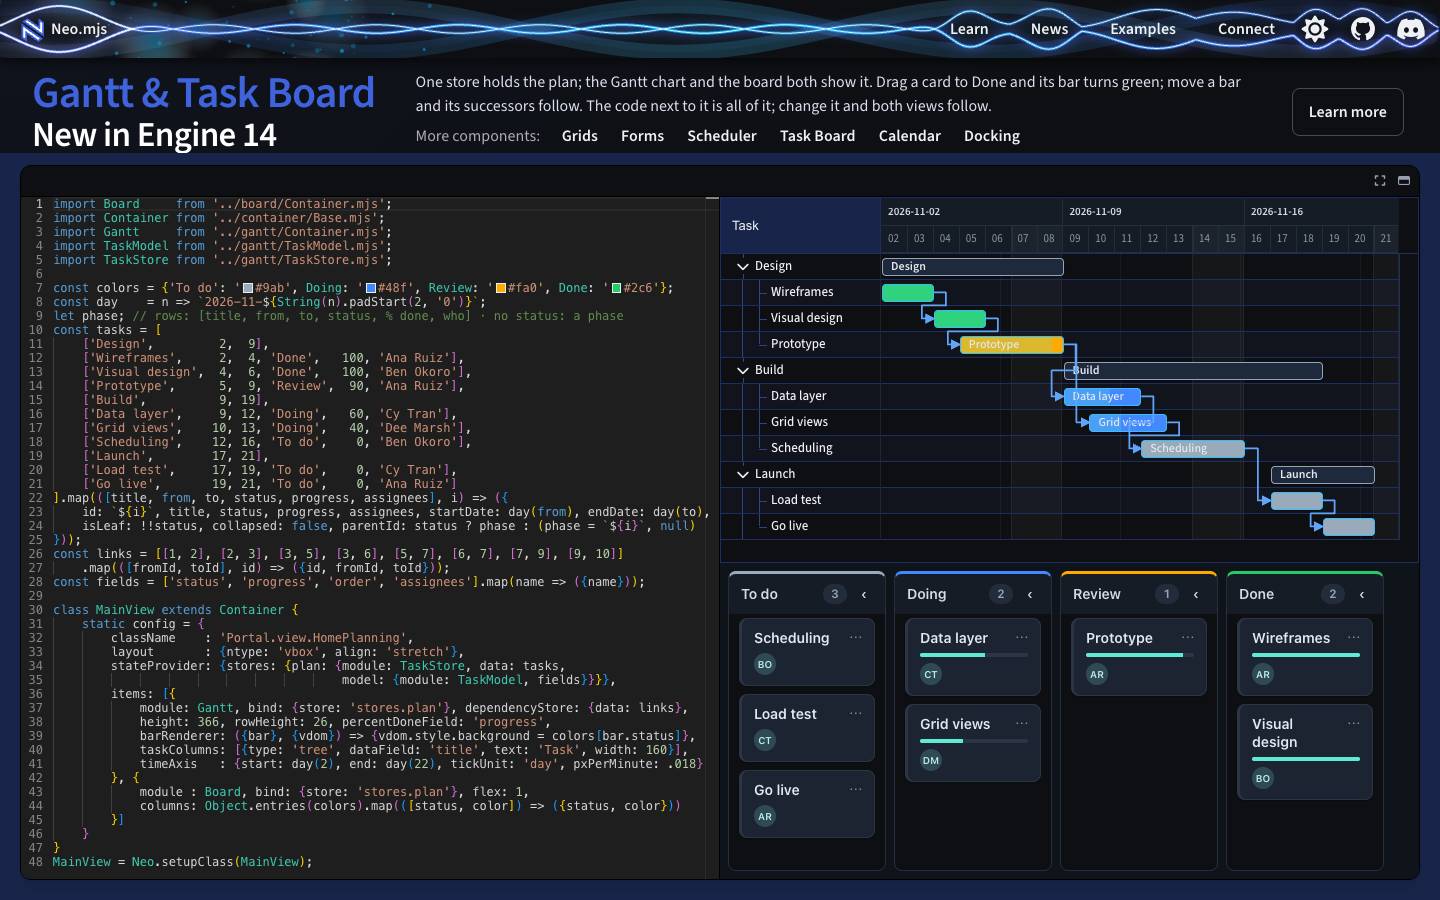 Neo.mjs
Learn
News
Examples
Connect
Gantt & Task Board
New in Engine 14
One store holds the plan; the Gantt chart and the board both show it. Drag a card to Done and its bar turns green; move a bar
and its successors follow. The code next to it is all of it; change it and both views follow.
More components: Grids Forms Scheduler Task Board Calendar Docking
Learn more
1 import Board     from '../board/Container.mjs';
2 import Container from '../container/Base.mjs';
3 import Gantt     from '../gantt/Container.mjs';
4 import TaskModel from '../gantt/TaskModel.mjs';
5 import TaskStore from '../gantt/TaskStore.mjs';
6
7 const colors = {'To do': '#9ab', Doing: '#48f', Review: '#fa0', Done: '#2c6'};
8 const day    = n => `2026-11-${String(n).padStart(2, '0')}`;
9 let phase; // rows: [title, from, to, status, % done, who] · no status: a phase
10 const tasks = [
11     ['Design',         2,  9],
12     ['Wireframes',     2,  4, 'Done',   100, 'Ana Ruiz'],
13     ['Visual design',  4,  6, 'Done',   100, 'Ben Okoro'],
14     ['Prototype',      5,  9, 'Review',  90, 'Ana Ruiz'],
15     ['Build',          9, 19],
16     ['Data layer',     9, 12, 'Doing',   60, 'Cy Tran'],
17     ['Grid views',    10, 13, 'Doing',   40, 'Dee Marsh'],
18     ['Scheduling',    12, 16, 'To do',    0, 'Ben Okoro'],
19     ['Launch',        17, 21],
20     ['Load test',     17, 19, 'To do',    0, 'Cy Tran'],
21     ['Go live',       19, 21, 'To do',    0, 'Ana Ruiz']
22 ].map(([title, from, to, status, progress, assignees], i) => ({
23     id: `${i}`, title, status, progress, assignees, startDate: day(from), endDate: day(to),
24     isLeaf: !!status, collapsed: false, parentId: status ? phase : (phase = `${i}`, null)
25 }));
26 const links = [[1, 2], [2, 3], [3, 5], [3, 6], [5, 7], [6, 7], [7, 9], [9, 10]]
27     .map(([fromId, toId], id) => ({id, fromId, toId}));
28 const fields = ['status', 'progress', 'order', 'assignees'].map(name => ({name}));
29
30 class MainView extends Container {
31     static config = {
32         className    : 'Portal.view.HomePlanning',
33         layout       : {ntype: 'vbox', align: 'stretch'},
34         stateProvider: {stores: {plan: {module: TaskStore, data: tasks,
35                                         model: {module: TaskModel, fields}}}},
36         items: [{
37             module: Gantt, bind: {store: 'stores.plan'}, dependencyStore: {data: links},
38             height: 366, rowHeight: 26, percentDoneField: 'progress',
39             barRenderer: ({bar}, {vdom}) => {vdom.style.background = colors[bar.status]},
40             taskColumns: [{type: 'tree', dataField: 'title', text: 'Task', width: 160}],
41             timeAxis   : {start: day(2), end: day(22), tickUnit: 'day', pxPerMinute: .018}
42         }, {
43             module : Board, bind: {store: 'stores.plan'}, flex: 1,
44             columns: Object.entries(colors).map(([status, color]) => ({status, color}))
45         }]
46     }
47 }
48 MainView = Neo.setupClass(MainView);
Task
2026-11-02 2026-11-09 2026-11-16
02 03 04 05 06 07 08 09 10 11 12 13 14 15 16 17 18 19 20 21
Design Design
Wireframes
Visual design
Prototype Prototype
Build Build
Data layer Data layer
Grid views Grid views
Scheduling Scheduling
Launch Launch
Load test
Go live
To do 3
Scheduling
BO
Load test
CT
Go live
AR
Doing 2
Data layer
CT
Grid views
DM
Review 1
Prototype
AR
Done 2
Wireframes
AR
Visual
design
BO